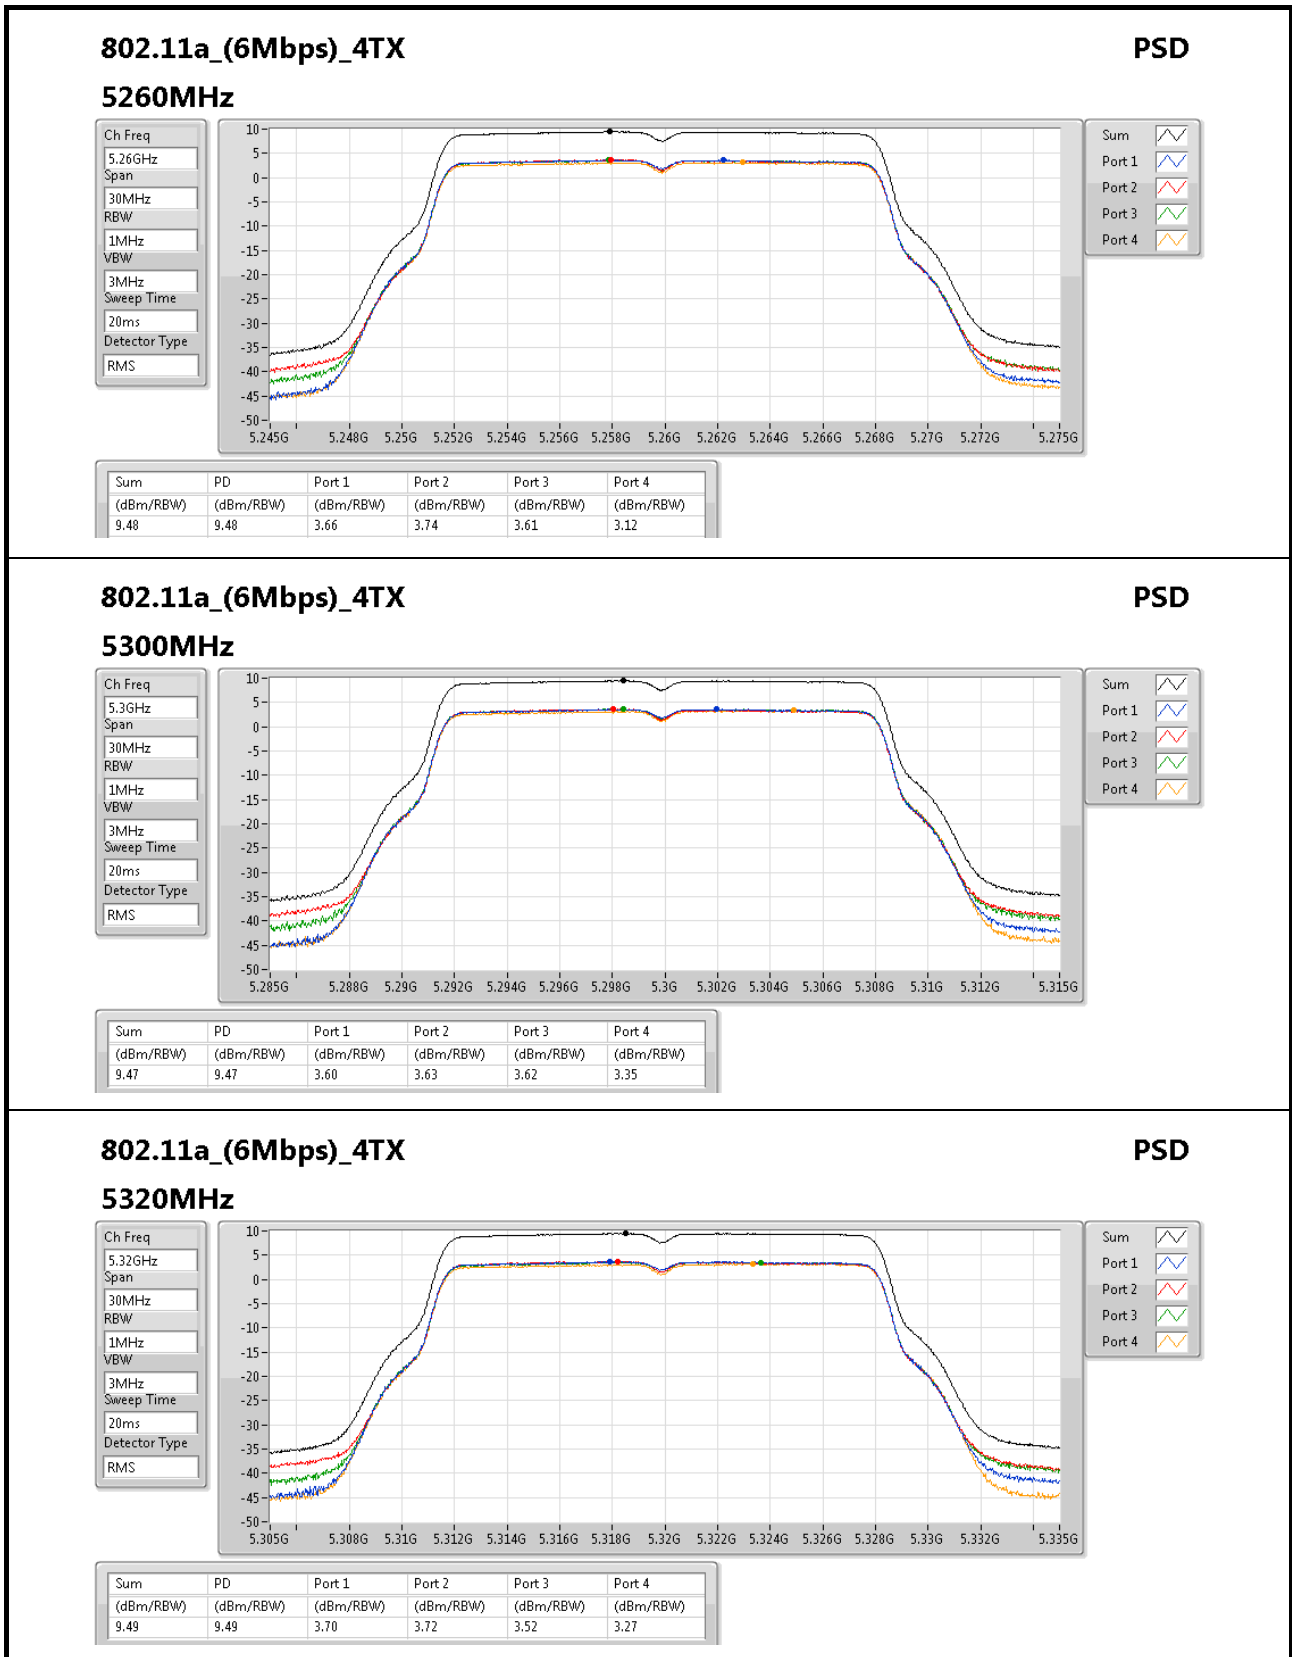 802.11a_(6Mbps)_4TX PSD
5260MHz
Ch Freq
5.26GHz
Span
30MHz
RBW
1MHz
VBW
3MHz
Sweep Time
20ms
Detector Type
RMS
10
5
0
-5
-10
-15
-20
-25
-30
-35
-40
-45
-50
5.245G 5.248G 5.25G 5.252G 5.254G 5.256G 5.258G 5.26G 5.262G 5.264G 5.266G 5.268G 5.27G 5.272G 5.275G
Sum
Port 1
Port 2
Port 3
Port 4
Sum PD Port 1 Port 2 Port 3 Port 4
(dBm/RBW) (dBm/RBW) (dBm/RBW) (dBm/RBW) (dBm/RBW) (dBm/RBW)
9.48 9.48 3.66 3.74 3.61 3.12
802.11a_(6Mbps)_4TX PSD
5300MHz
Ch Freq
5.3GHz
Span
30MHz
RBW
1MHz
VBW
3MHz
Sweep Time
20ms
Detector Type
RMS
10
5
0
-5
-10
-15
-20
-25
-30
-35
-40
-45
-50
5.285G 5.288G 5.29G 5.292G 5.294G 5.296G 5.298G 5.3G 5.302G 5.304G 5.306G 5.308G 5.31G 5.312G 5.315G
Sum
Port 1
Port 2
Port 3
Port 4
Sum PD Port 1 Port 2 Port 3 Port 4
(dBm/RBW) (dBm/RBW) (dBm/RBW) (dBm/RBW) (dBm/RBW) (dBm/RBW)
9.47 9.47 3.60 3.63 3.62 3.35
802.11a_(6Mbps)_4TX PSD
5320MHz
Ch Freq
5.32GHz
Span
30MHz
RBW
1MHz
VBW
3MHz
Sweep Time
20ms
Detector Type
RMS
10
5
0
-5
-10
-15
-20
-25
-30
-35
-40
-45
-50
5.305G 5.308G 5.31G 5.312G 5.314G 5.316G 5.318G 5.32G 5.322G 5.324G 5.326G 5.328G 5.33G 5.332G 5.335G
Sum
Port 1
Port 2
Port 3
Port 4
Sum PD Port 1 Port 2 Port 3 Port 4
(dBm/RBW) (dBm/RBW) (dBm/RBW) (dBm/RBW) (dBm/RBW) (dBm/RBW)
9.49 9.49 3.70 3.72 3.52 3.27